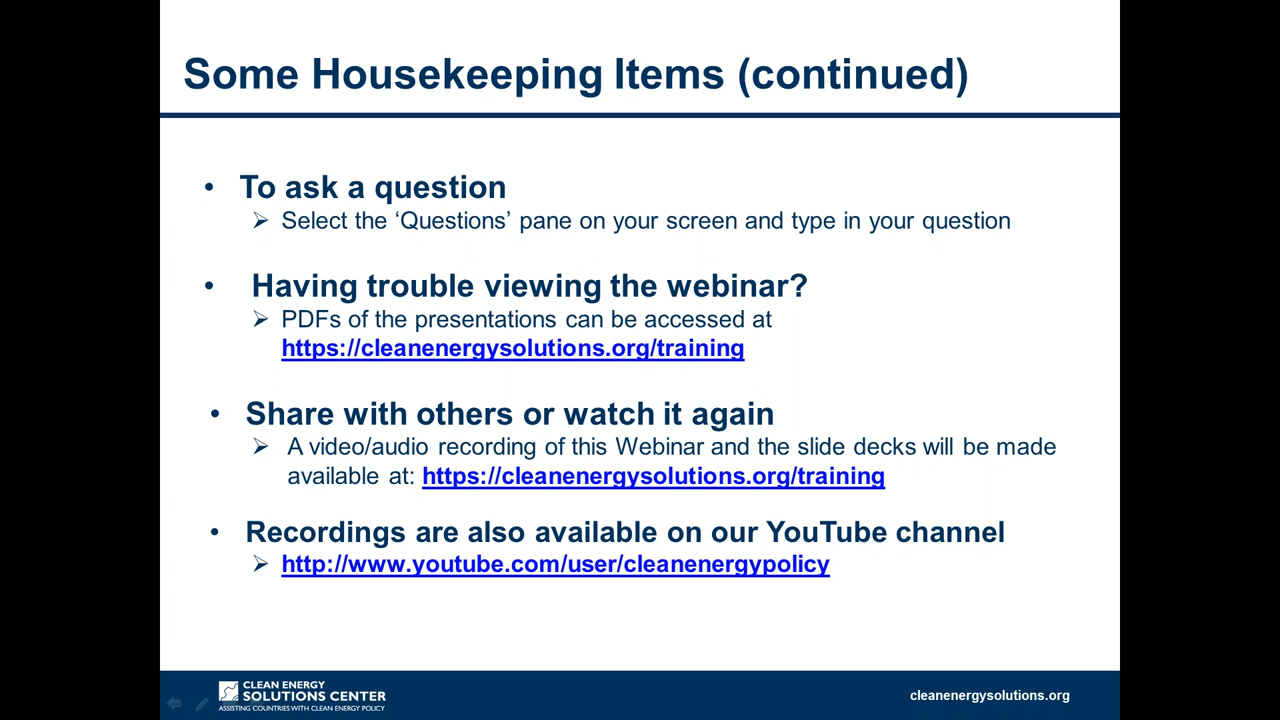 Some Housekeeping Items (continued)
• To ask a question
➢ Select the ‘Questions’ pane on your screen and type in your question
• Having trouble viewing the webinar?
➢ PDFs of the presentations can be accessed at
https://cleanenergysolutions.org/training
• Share with others or watch it again
➢ A video/audio recording of this Webinar and the slide decks will be made
available at: https://cleanenergysolutions.org/training
• Recordings are also available on our YouTube channel
➢ http://www.youtube.com/user/cleanenergypolicy
CLEAN ENERGY
SOLUTIONS CENTER
ASSISTING COUNTRIES WITH CLEAN ENERGY POLICY
cleanenergysolutions.org